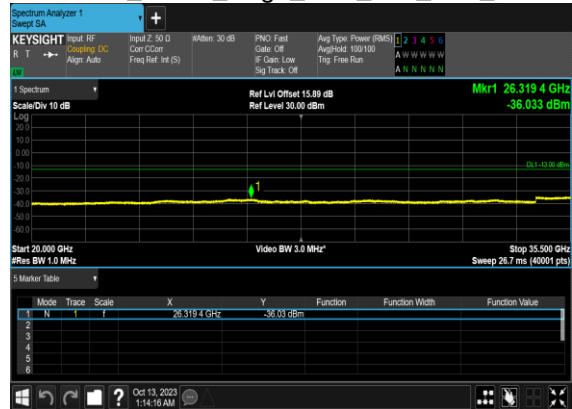 Spectrum Analyzer 1
Swept SA
+
KEYSIGHT Input: RF Input Z: 50 Ω #Atten: 30 dB PNO: Fast Avg Type: Power (RMS) 1 2 3 4 5 6
R T Coupling: DC Corr CCorr Gate: Off Avg|Hold: 100/100 A W W W W W
Align: Auto Freq Ref: Int (S) IF Gain: Low Trig: Free Run A N N N N N
Sig Track: Off
1 Spectrum Ref Lvl Offset 15.89 dB Mkr1 26.319 4 GHz
Scale/Div 10 dB Ref Level 30.00 dBm -36.033 dBm
Log
20.0
10.0
0.00
-10.0 DL1 -13.00 dBm
-20.0
-30.0 1
-40.0
-50.0
-60.0
Start 20.000 GHz Video BW 3.0 MHz* Stop 35.500 GHz
#Res BW 1.0 MHz Sweep 26.7 ms (40001 pts)
5 Marker Table
Mode Trace Scale X Y Function Function Width Function Value
1 N 1 f 26.319 4 GHz -36.03 dBm
2
3
4
5
6
? Oct 13, 2023
1:14:16 AM